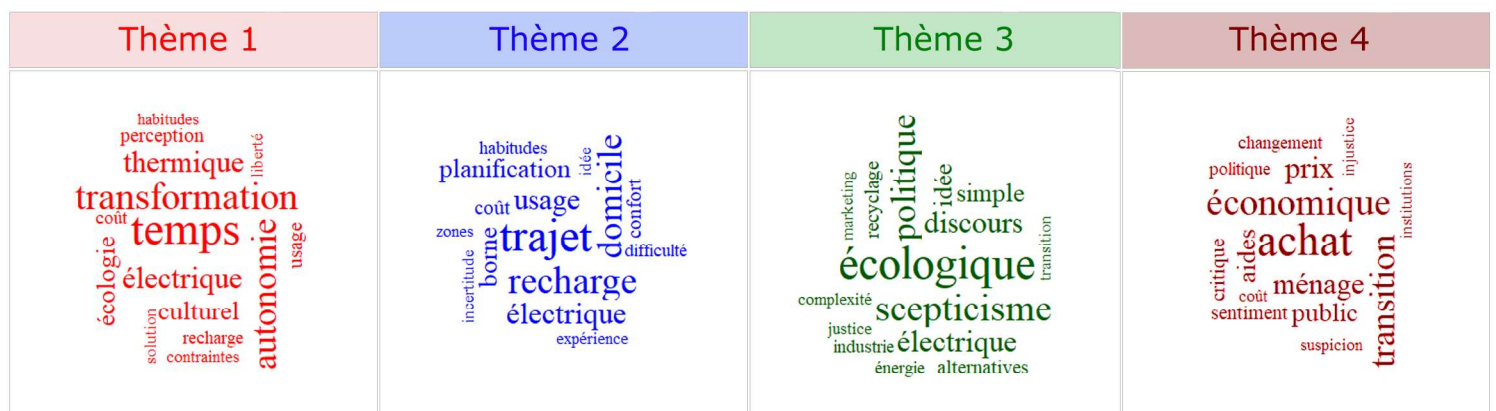 Thème 1
Thème 2
Thème 3
Thème 4
habitudes
perception
thermique
liberté
transformation
coût
temps
usage
écologie
électrique
autonome
culturel
solution
recharge
contraintes
habitudes
idée
planification
domicile
coût
usage
confort
zones
trajet
borne
difficulté
incertitude
recharge
électrique
expérience
politique
marketing
recyclage
idée
simple
discours
écologique
transition
complexité
scepticisme
justice
industrie
électrique
énergie
alternatives
changement
injustice
politique
prix
institutions
économique
achat
critique
aides
transition
ménage
coût
sentiment
public
suspicion